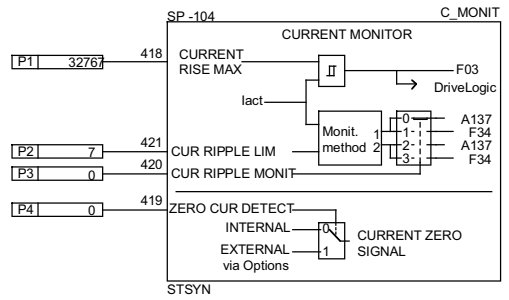 SP -104 C_MONIT
CURRENT MONITOR
P1 32767 418 CURRENT
RISE MAX
F03
DriveLogic
Iact
Monit.
method
1
2
0
1-
2-
3-
A137
F34
A137
F34
P2 7 421 CUR RIPPLE LIM
P3 0 420 CUR RIPPLE MONIT
P4 0 419 ZERO CUR DETECT
INTERNAL 0
EXTERNAL 1
via Options
CURRENT ZERO
SIGNAL
STSYN